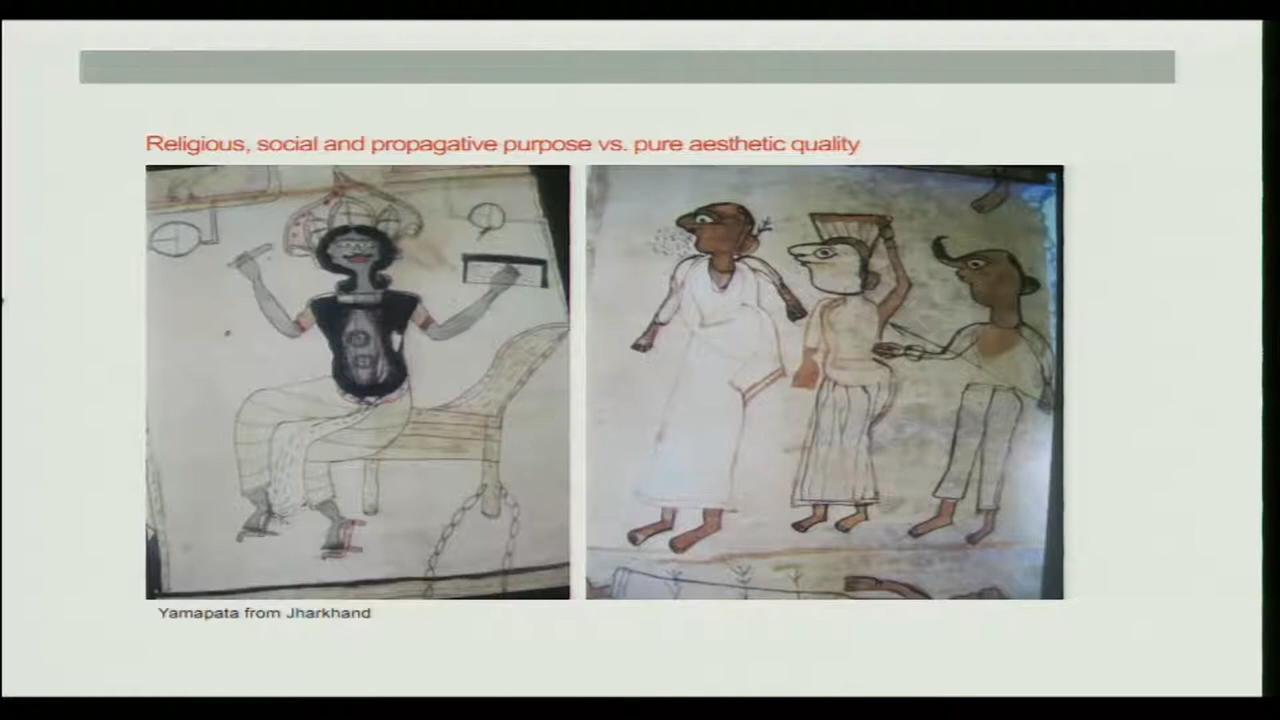 Religious, social and propagative purpose vs. pure aesthetic quality
Yamapata from Jharkhand